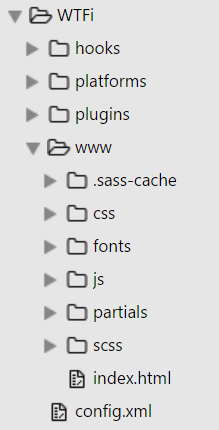 WTFi
hooks
platforms
plugins
www
.sass-cache
css
fonts
js
partials
scss
index.html
config.xml